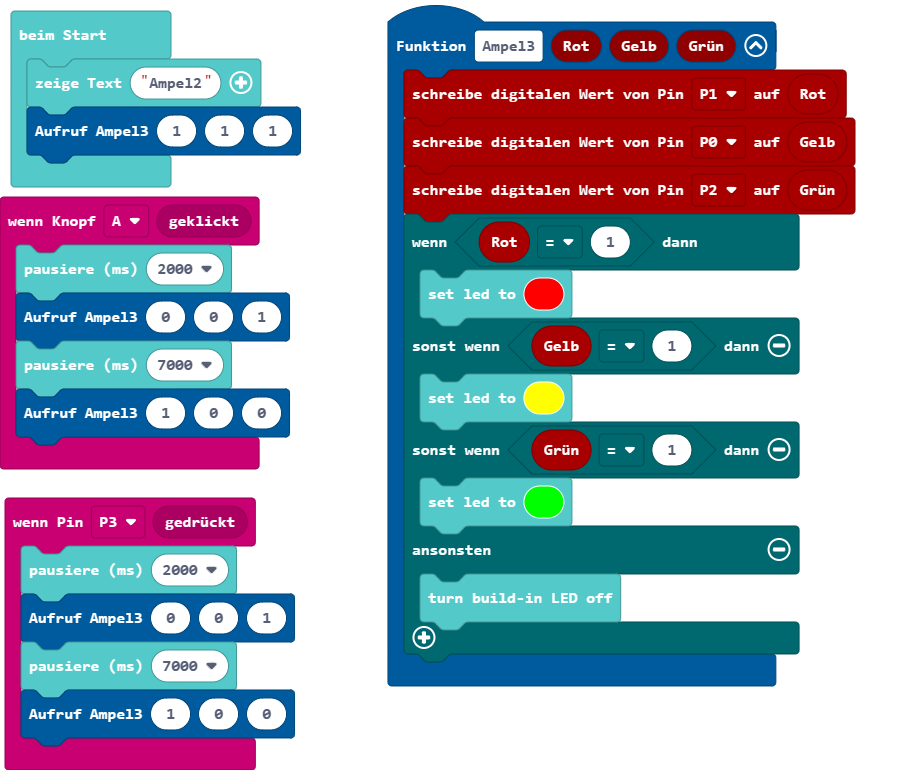 beim Start
zeige Text "Ampel2"
Aufruf Ampel3 1 1 1
wenn Knopf A geklickt
pausiere (ms) 2000
Aufruf Ampel3 0 0 1
pausiere (ms) 7000
Aufruf Ampel3 1 0 0
wenn Pin P3 gedrückt
pausiere (ms) 2000
Aufruf Ampel3 0 0 1
pausiere (ms) 7000
Aufruf Ampel3 1 0 0
Funktion Ampel3 Rot Gelb Grün
schreibe digitalen Wert von Pin P1 auf Rot
schreibe digitalen Wert von Pin P0 auf Gelb
schreibe digitalen Wert von Pin P2 auf Grün
wenn Rot = 1 dann
set led to
sonst wenn Gelb = 1 dann
set led to
sonst wenn Grün = 1 dann
set led to
ansonsten
turn build-in LED off